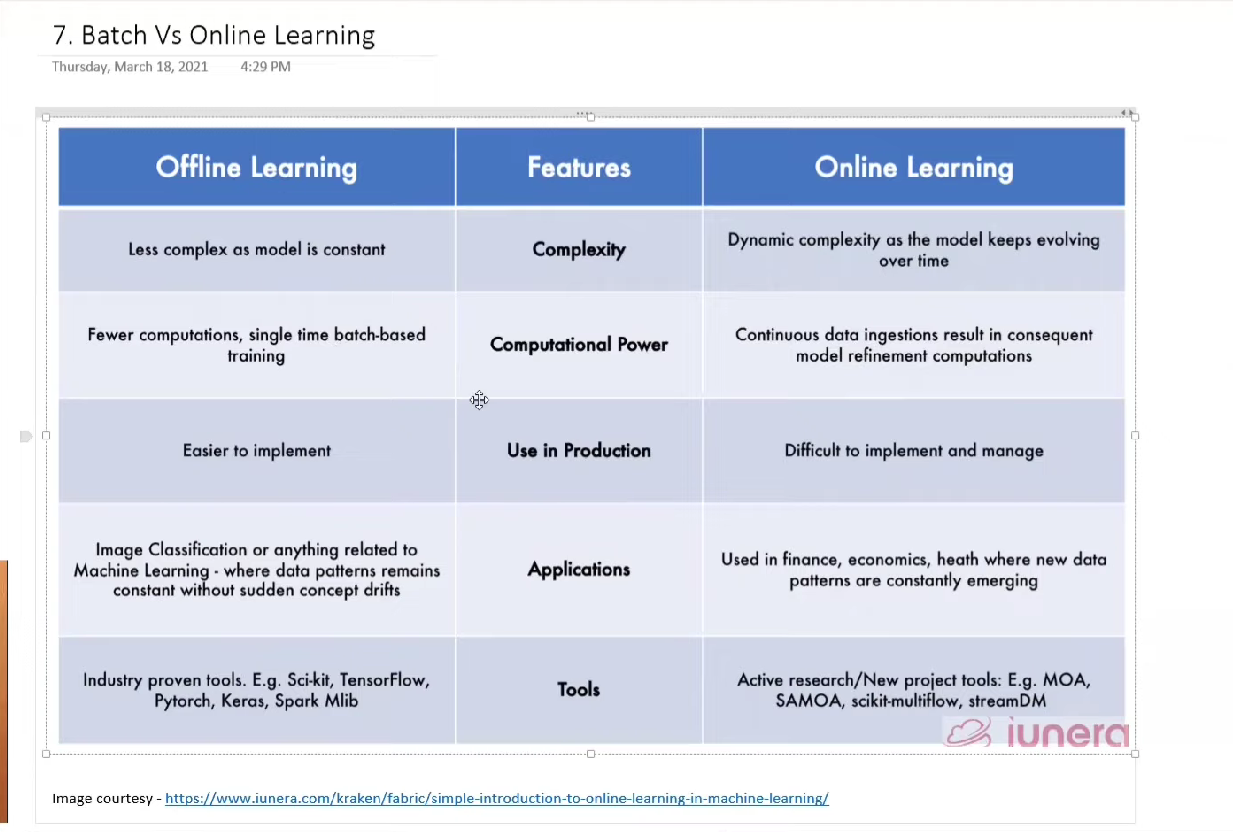 7. Batch Vs Online Learning
Thursday, March 18, 2021 4:29 PM
Offline Learning
Features
Online Learning
Less complex as model is constant
Complexity
Dynamic complexity as the model keeps evolving
over time
Fewer computations, single time batch-based
training
Computational Power
Continuous data ingestions result in consequent
model refinement computations
Easier to implement
Use in Production
Difficult to implement and manage
Image Classification or anything related to
Machine Learning - where data patterns remains
constant without sudden concept drifts
Applications
Used in finance, economics, heath where new data
patterns are constantly emerging
Industry proven tools. E.g. Sci-kit, TensorFlow,
Pytorch, Keras, Spark Mlib
Tools
Active research/New project tools: E.g. MOA,
SAMOA, scikit-multiflow, streamDM
iunera
Image courtesy - https://www.iunera.com/kraken/fabric/simple-introduction-to-online-learning-in-machine-learning/